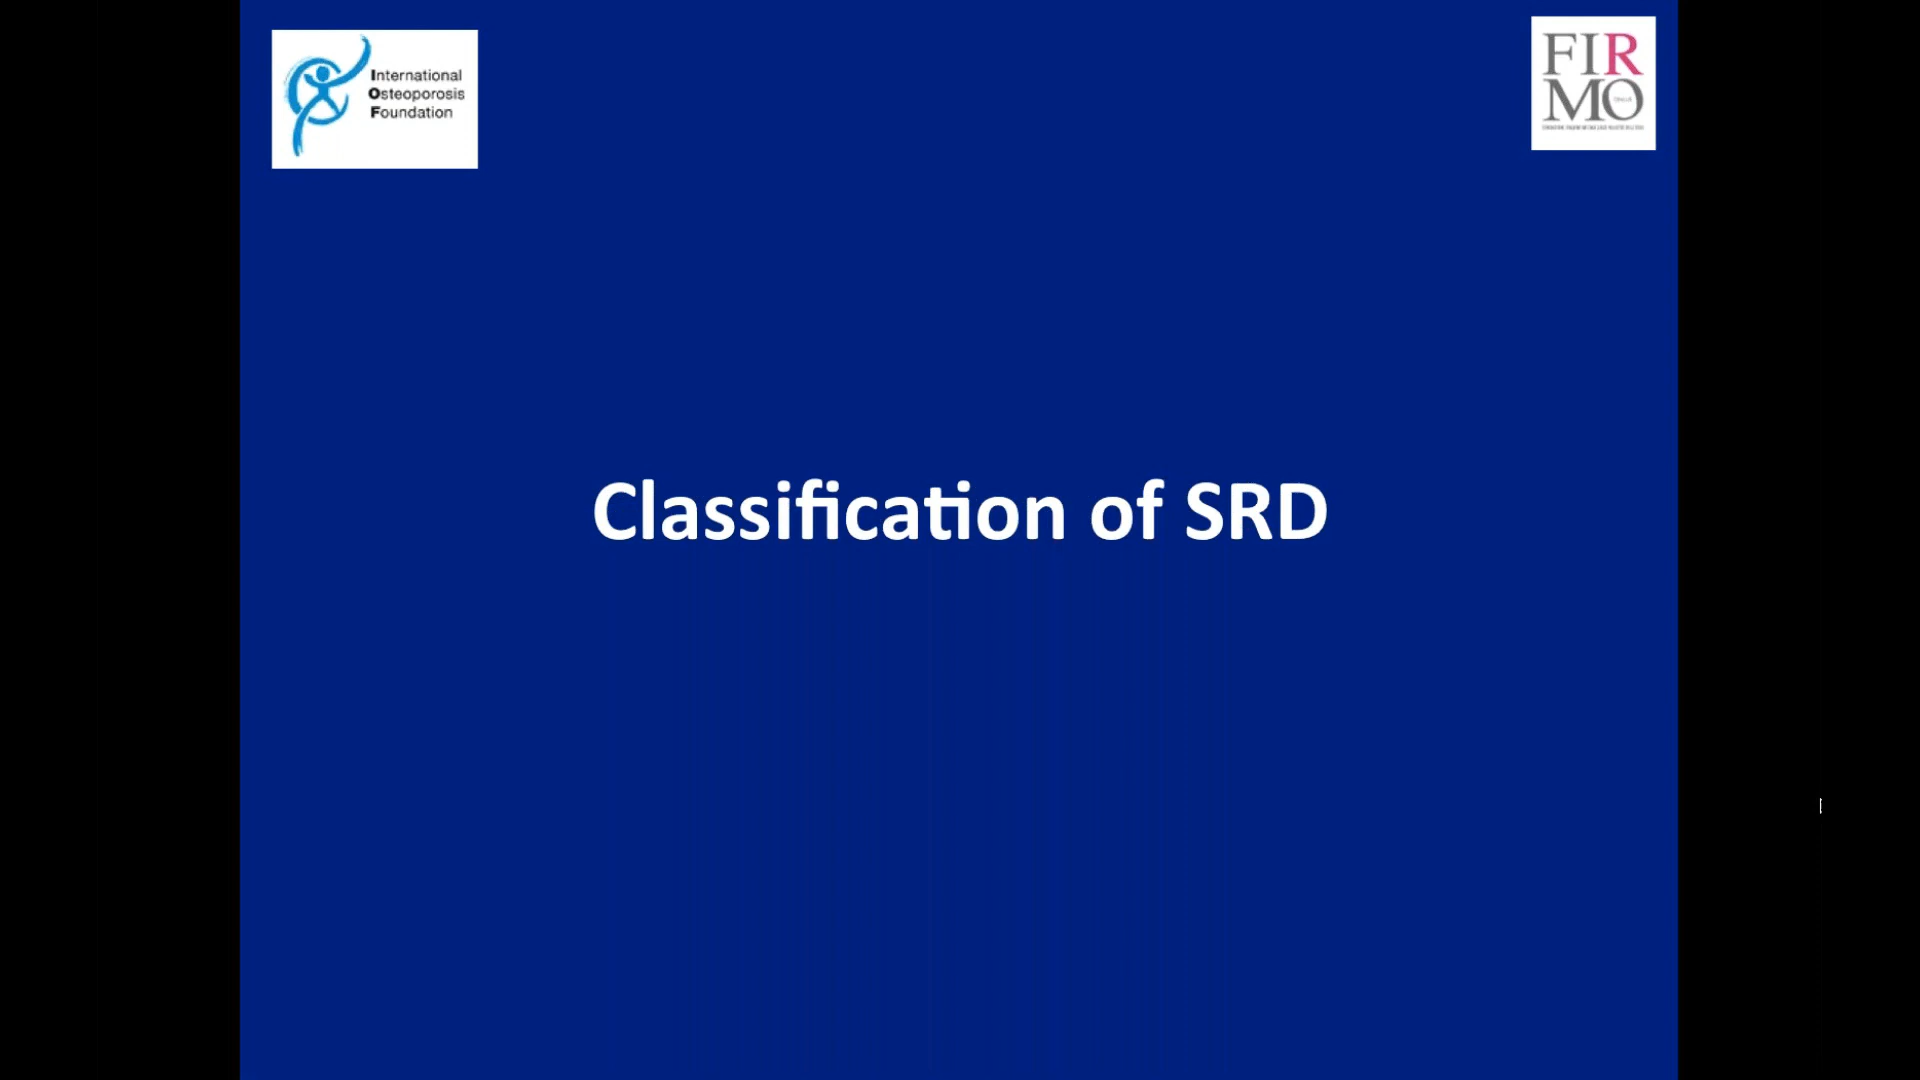 International
Osteoporosis
Foundation
FIR
MO
Classification of SRD